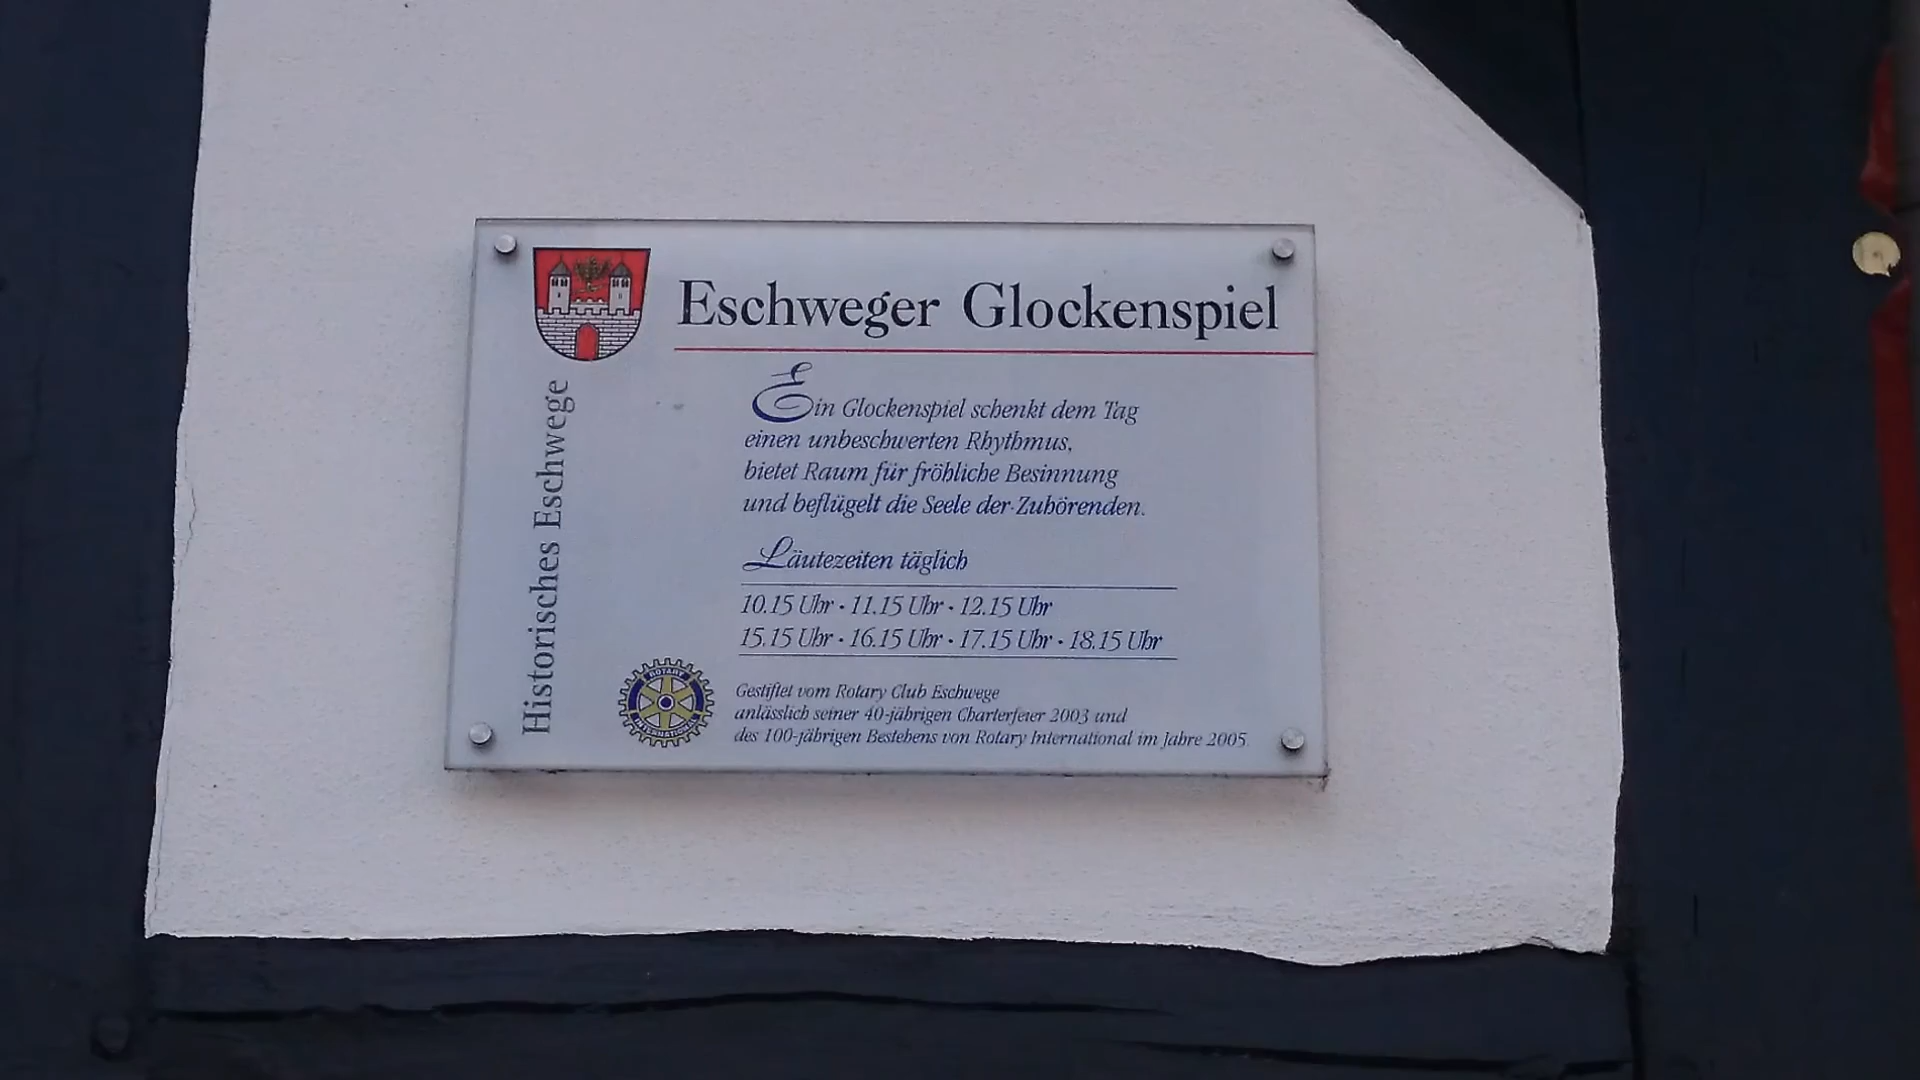 Eschweger Glockenspiel
Historisches Eschwege
Ein Glockenspiel schenkt dem Tag
einen unbeschwerten Rhythmus,
bietet Raum für fröhliche Besinnung
und beflügelt die Seele der Zuhörenden.
Läutezeiten täglich
10.15 Uhr · 11.15 Uhr · 12.15 Uhr
15.15 Uhr · 16.15 Uhr · 17.15 Uhr · 18.15 Uhr
ROTARY
INTERNATIONAL
Gestiftet vom Rotary Club Eschwege
anlässlich seiner 40-jährigen Charterfeier 2003 und
des 100-jährigen Bestehens von Rotary International im Jahre 2005.